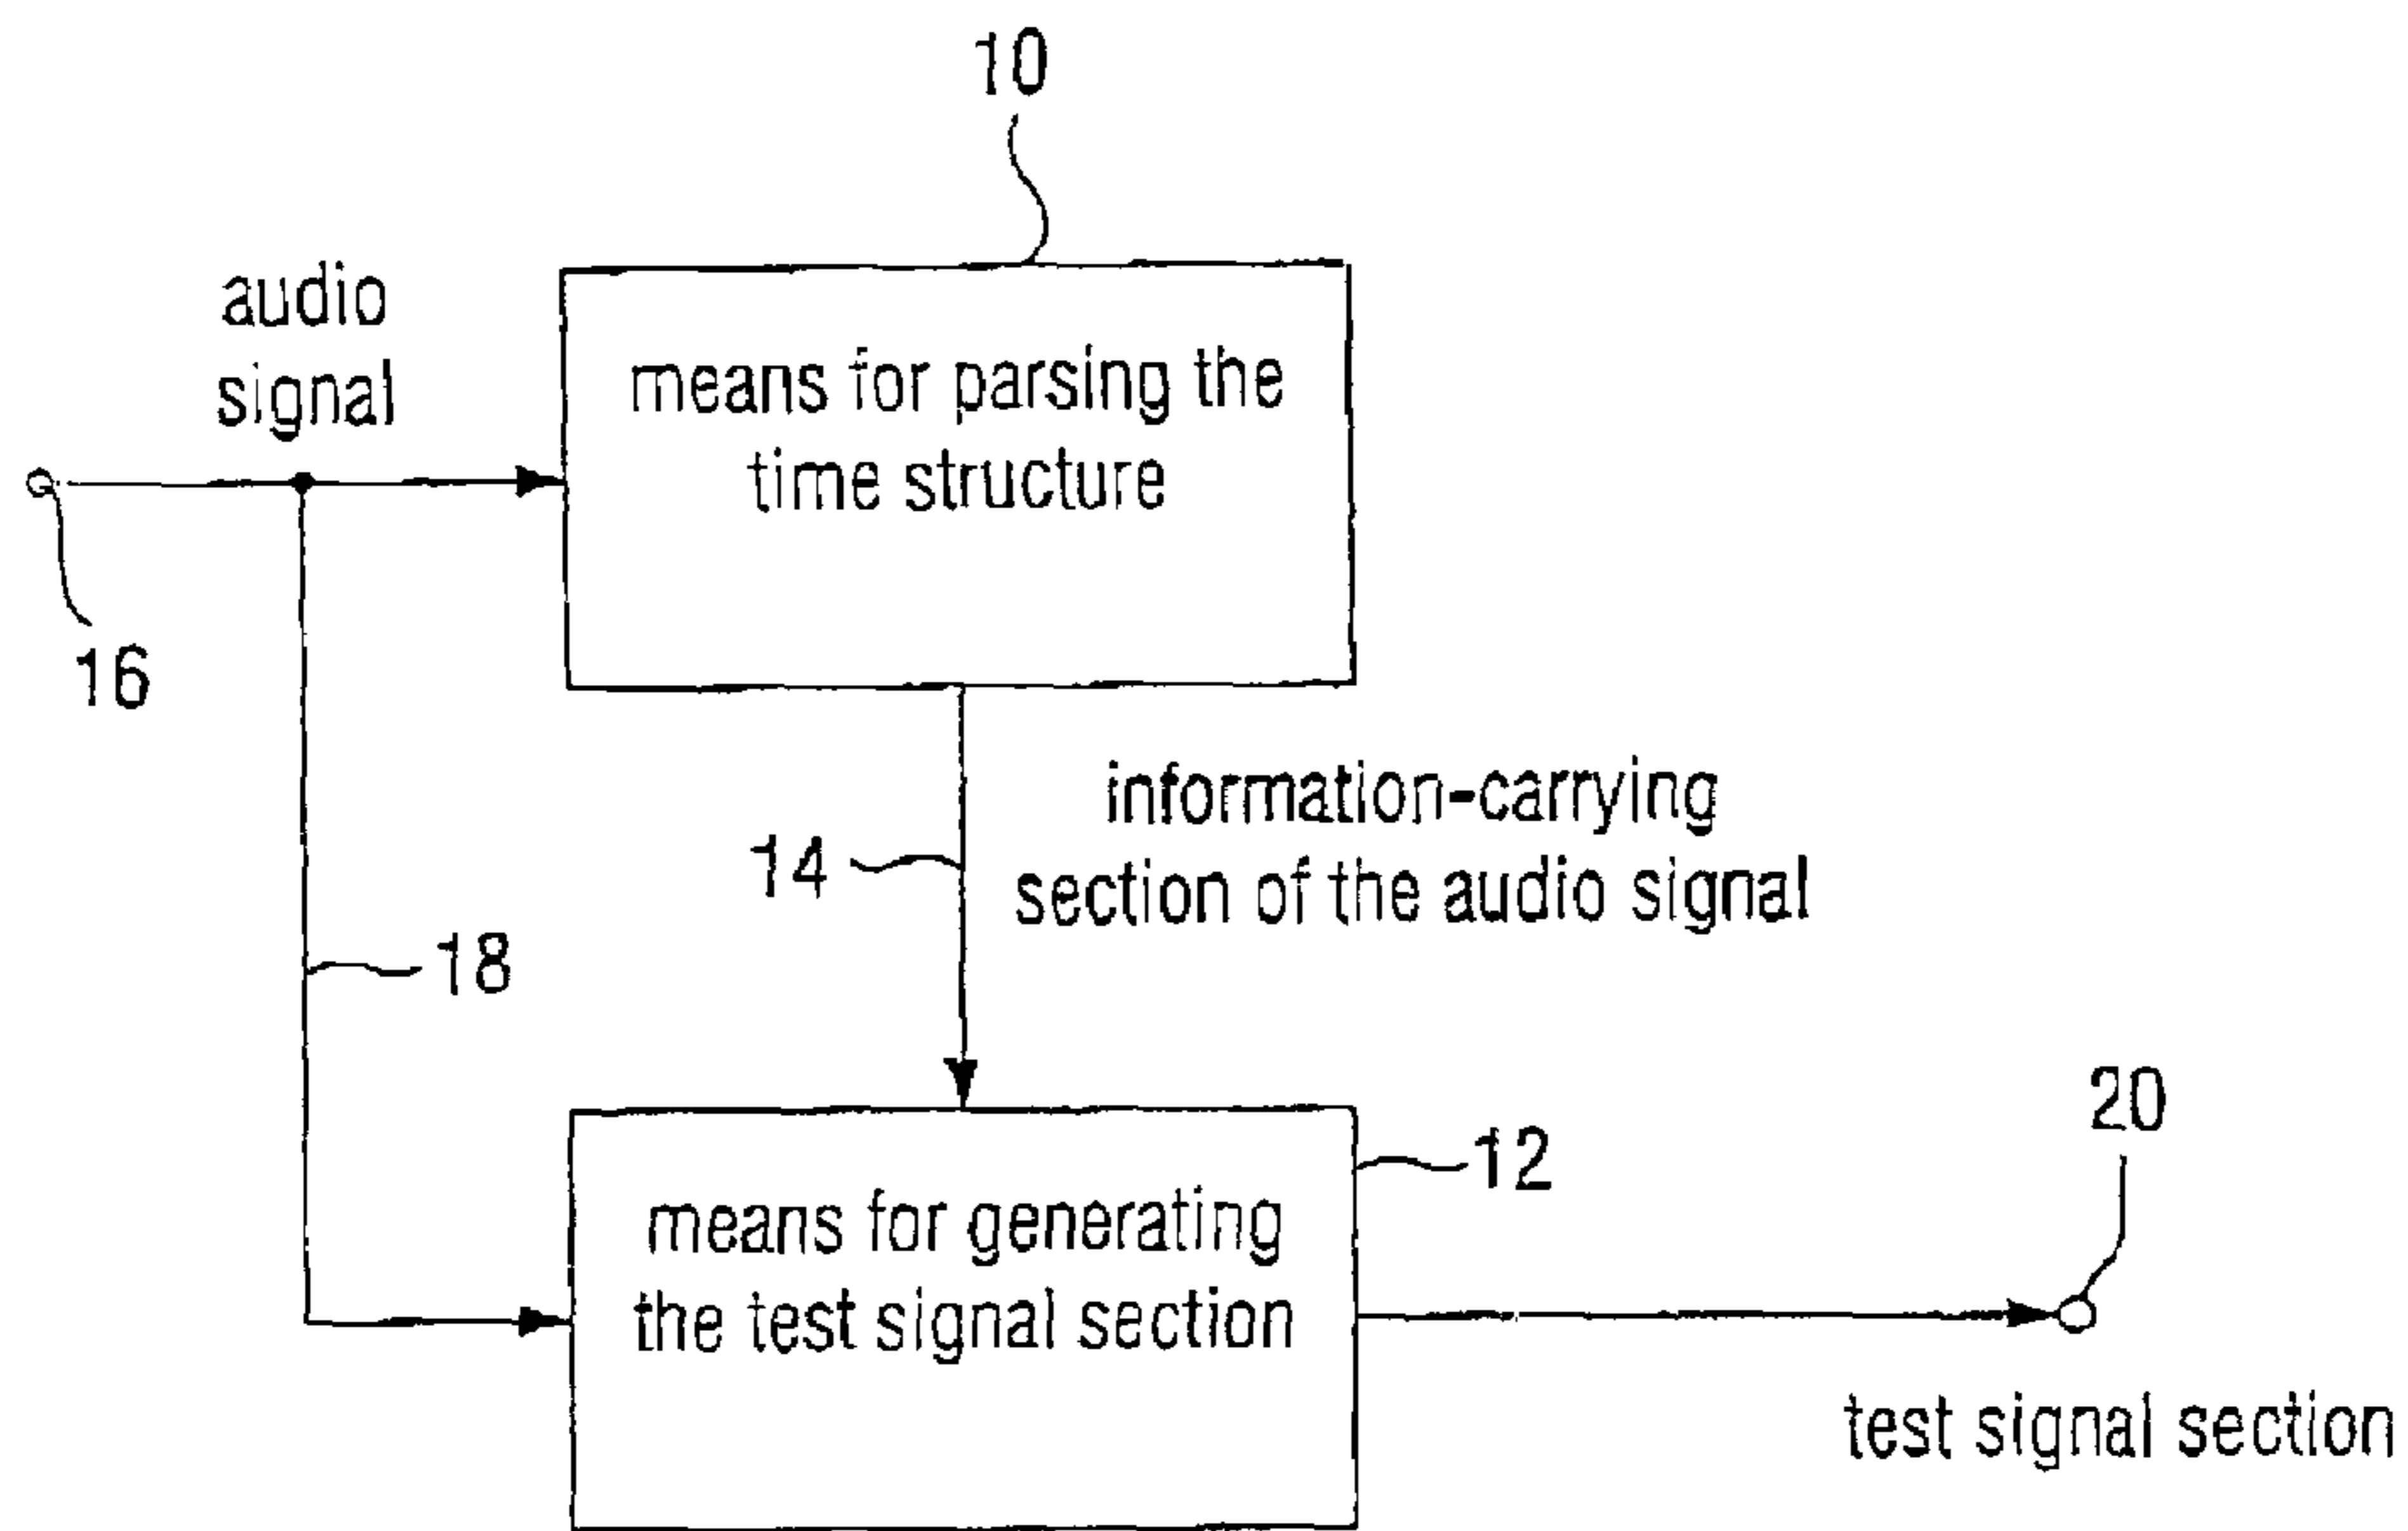 10
audio
signal
means for parsing the
time structure
16
information-carrying
section of the audio signal
14
18
20
12
means for generating
the test signal section
test signal section